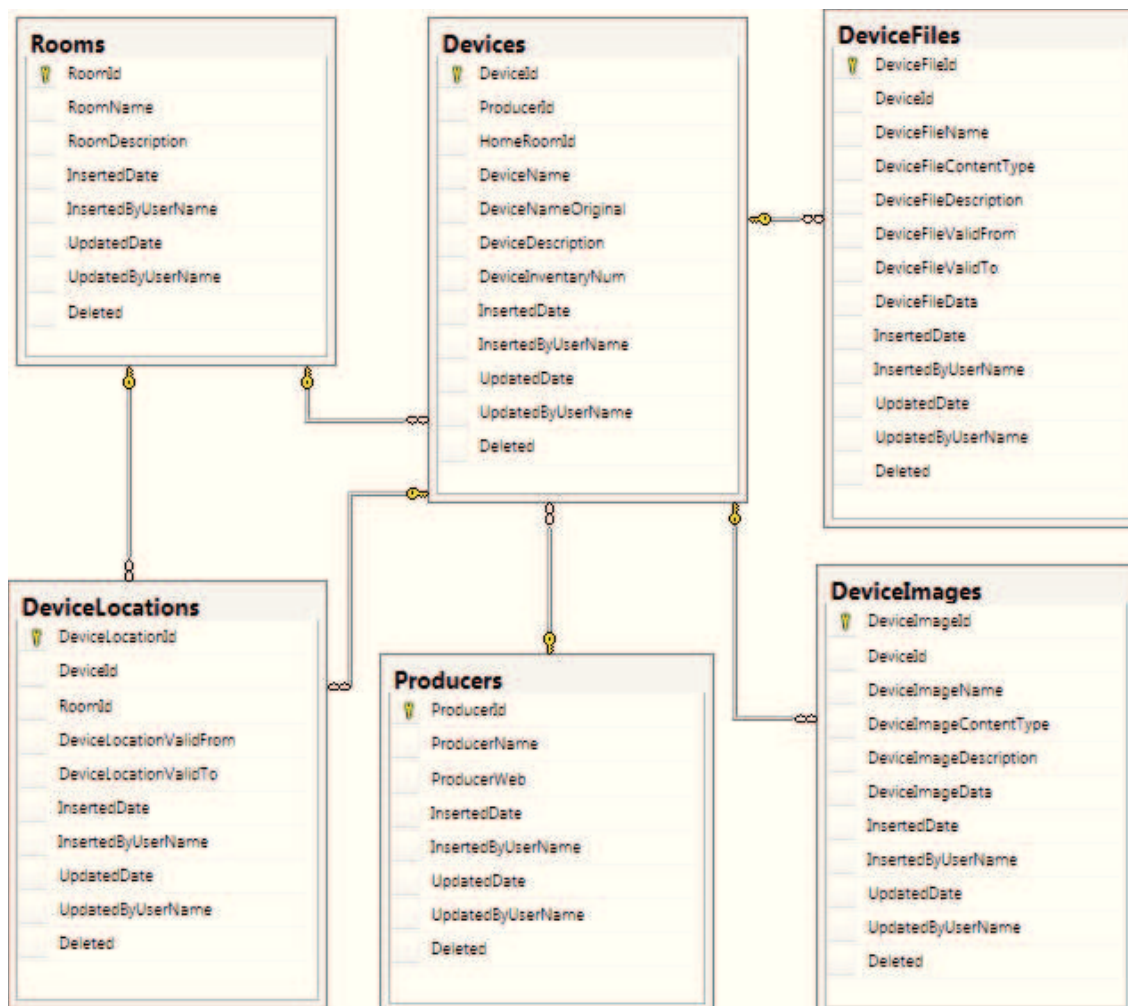 Rooms
RoomId
RoomName
RoomDescription
InsertedDate
InsertedByUserName
UpdatedDate
UpdatedByUserName
Deleted
Devices
DeviceId
ProducerId
HomeRoomId
DeviceName
DeviceNameOriginal
DeviceDescription
DeviceInventaryNum
InsertedDate
InsertedByUserName
UpdatedDate
UpdatedByUserName
Deleted
DeviceFiles
DeviceFileId
DeviceId
DeviceFileName
DeviceFileContentType
DeviceFileDescription
DeviceFileValidFrom
DeviceFileValidTo
DeviceFileData
InsertedDate
InsertedByUserName
UpdatedDate
UpdatedByUserName
Deleted
DeviceLocations
DeviceLocationId
DeviceId
RoomId
DeviceLocationValidFrom
DeviceLocationValidTo
InsertedDate
InsertedByUserName
UpdatedDate
UpdatedByUserName
Deleted
Producers
ProducerId
ProducerName
ProducerWeb
InsertedDate
InsertedByUserName
UpdatedDate
UpdatedByUserName
Deleted
DeviceImages
DeviceImageId
DeviceId
DeviceImageName
DeviceImageContentType
DeviceImageDescription
DeviceImageData
InsertedDate
InsertedByUserName
UpdatedDate
UpdatedByUserName
Deleted